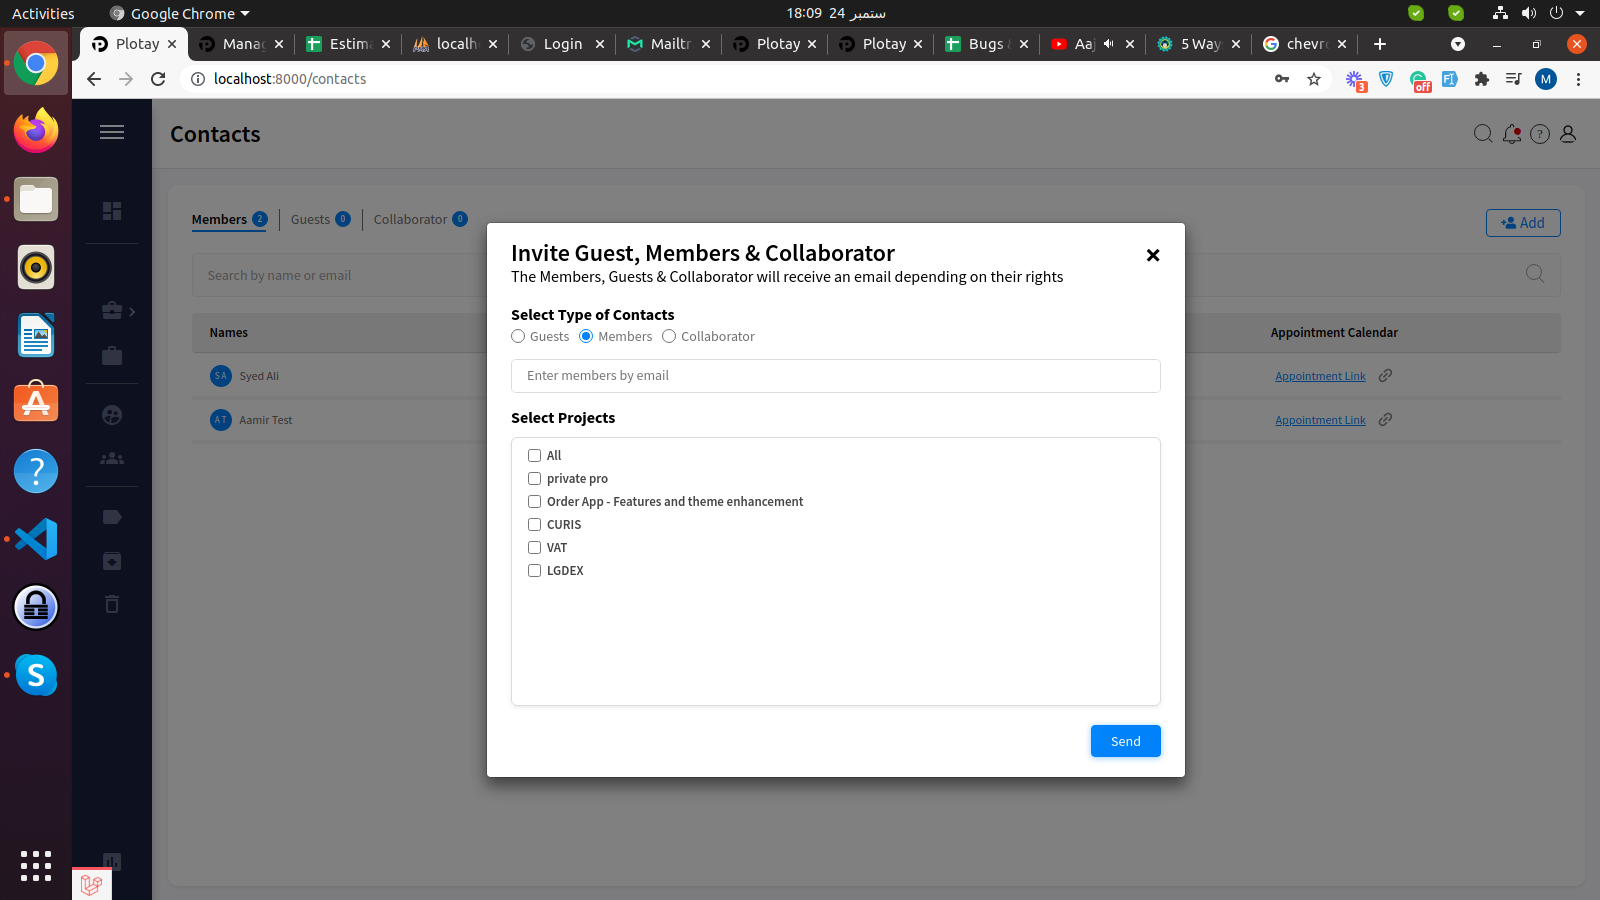 Activities Google Chrome 18:09 24 ستمبر
Plotay Manag Estima localh Login Mailtr Plotay Plotay Bugs & Aaj 5 Way chevr
localhost:8000/contacts 3 off M
Contacts
Members 2 Guests 0 Collaborator 0 Add
Search by name or email
Names Appointment Calendar
SA Syed Ali Appointment Link
AT Aamir Test Appointment Link
Invite Guest, Members & Collaborator
The Members, Guests & Collaborator will receive an email depending on their rights
Select Type of Contacts
Guests Members Collaborator
Enter members by email
Select Projects
All
private pro
Order App - Features and theme enhancement
CURIS
VAT
LGDEX
Send